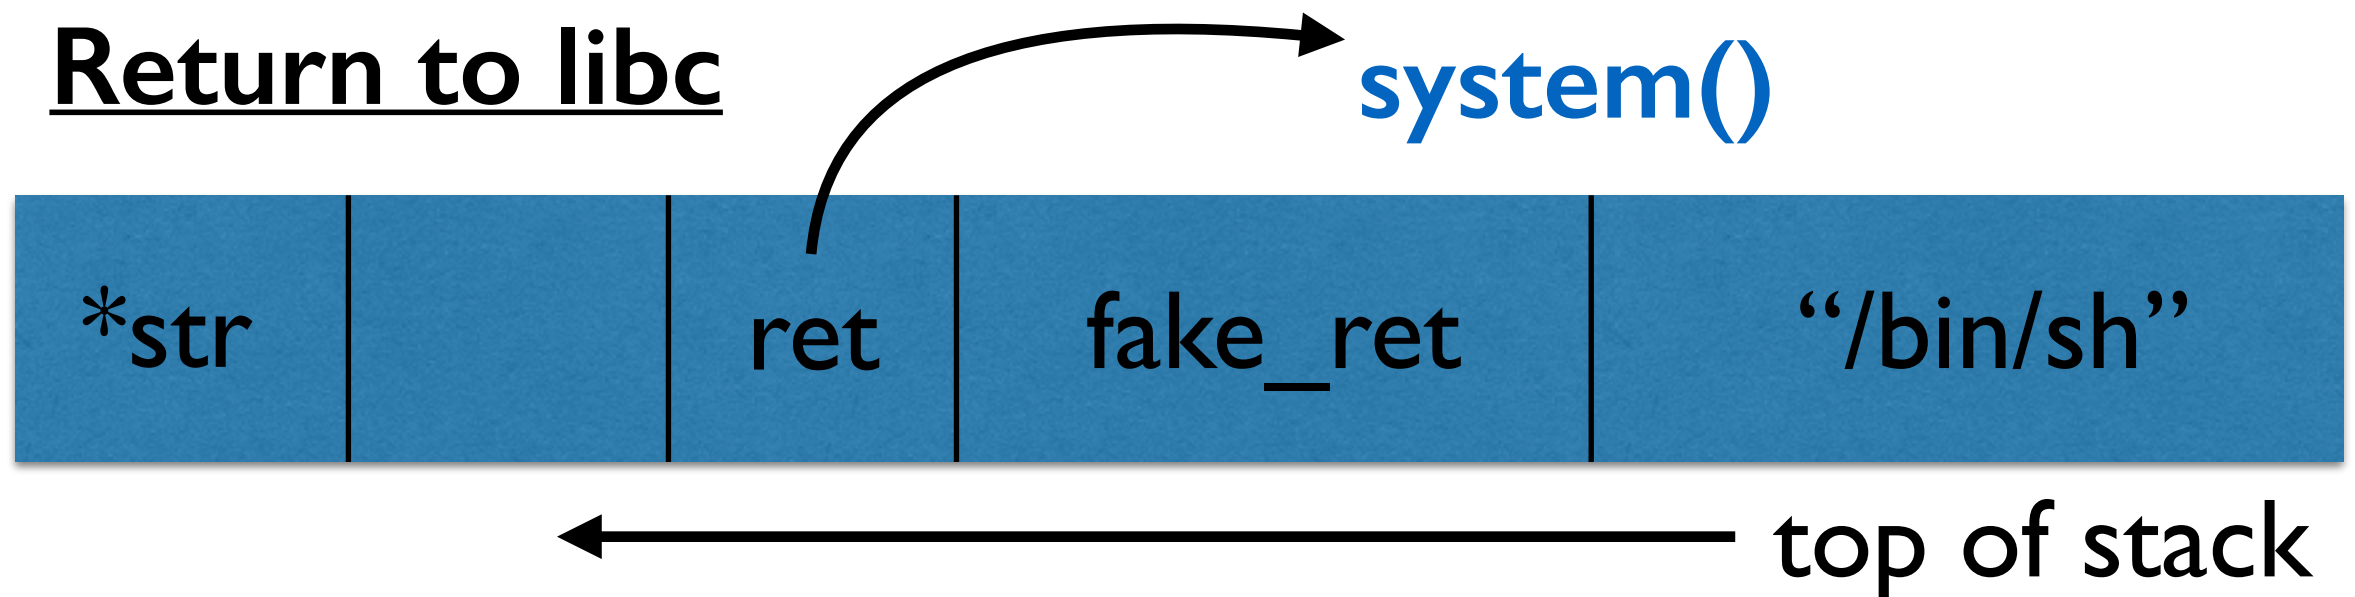 Return to libc
system()
*str
ret
fake_ret
“/bin/sh”
top of stack